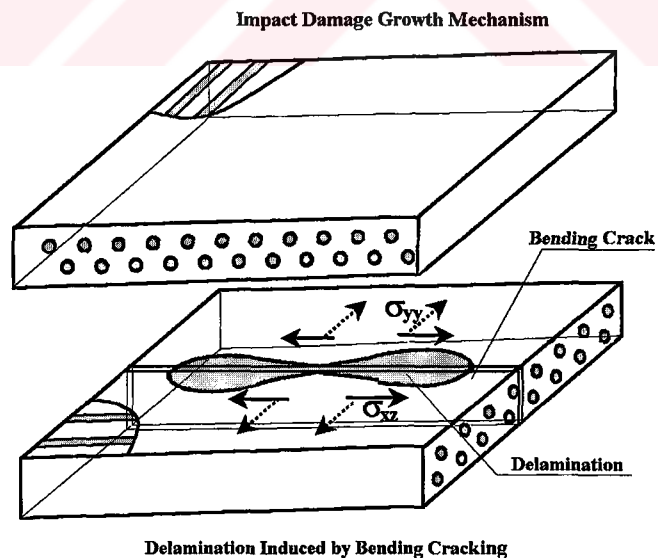 Impact Damage Growth Mechanism
Bending Crack
σyy
σxz
Delamination
Delamination Induced by Bending Cracking